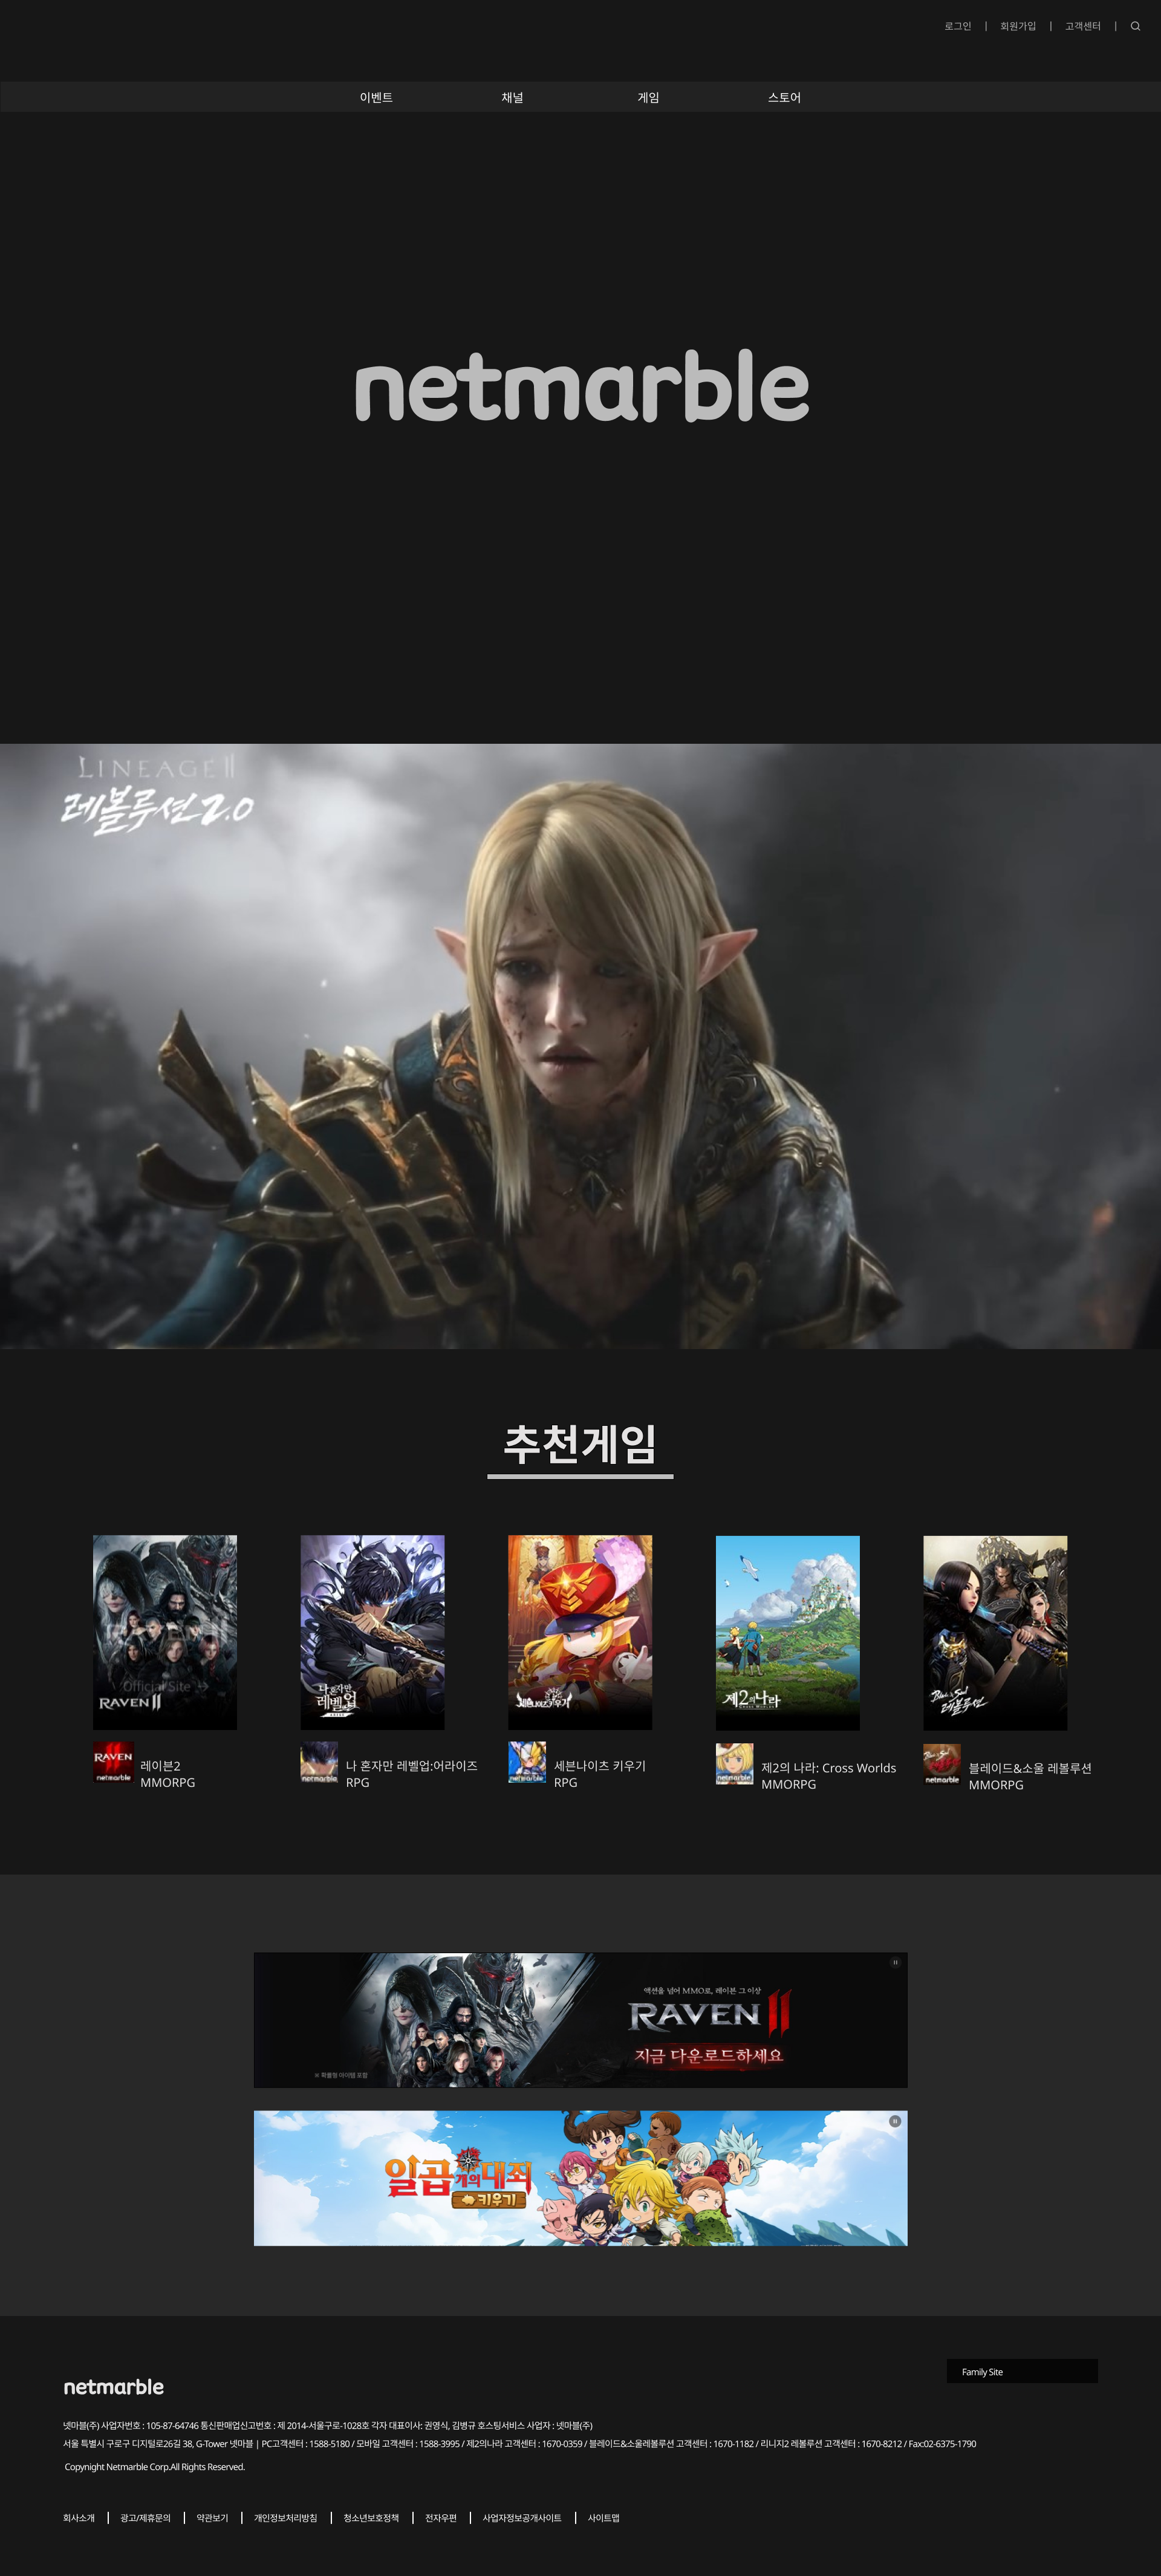 로그인 | 회원가입 | 고객센터 |
이벤트 채널 게임 스토어
netmarble
LINEAGE II
레볼루션 2.0
추천게임
Official Site →
RAVEN II
나 혼자만
레벨업
세븐나이츠 키우기
제2의 나라
CROSS WORLDS
Blade & Soul
레볼루션
RAVEN
netmarble
레이븐2
MMORPG
netmarble
나 혼자만 레벨업:어라이즈
RPG
netmarble
세븐나이츠 키우기
RPG
netmarble
제2의 나라: Cross Worlds
MMORPG
Blade & Soul
netmarble
블레이드&소울 레볼루션
MMORPG
액션을 넘어 MMO로, 레이븐 그 이상
RAVEN II
지금 다운로드하세요
※ 확률형 아이템 포함
일곱개의 대죄
키우기
Family Site
netmarble
넷마블(주) 사업자번호 : 105-87-64746 통신판매업신고번호 : 제 2014-서울구로-1028호 각자 대표이사: 권영식, 김병규 호스팅서비스 사업자 : 넷마블(주)
서울 특별시 구로구 디지털로26길 38, G-Tower 넷마블 | PC고객센터 : 1588-5180 / 모바일 고객센터 : 1588-3995 / 제2의나라 고객센터 : 1670-0359 / 블레이드&소울레볼루션 고객센터 : 1670-1182 / 리니지2 레볼루션 고객센터 : 1670-8212 / Fax:02-6375-1790
Copynight Netmarble Corp.All Rights Reserved.
회사소개 | 광고/제휴문의 | 약관보기 | 개인정보처리방침 | 청소년보호정책 | 전자우편 | 사업자정보공개사이트 | 사이트맵